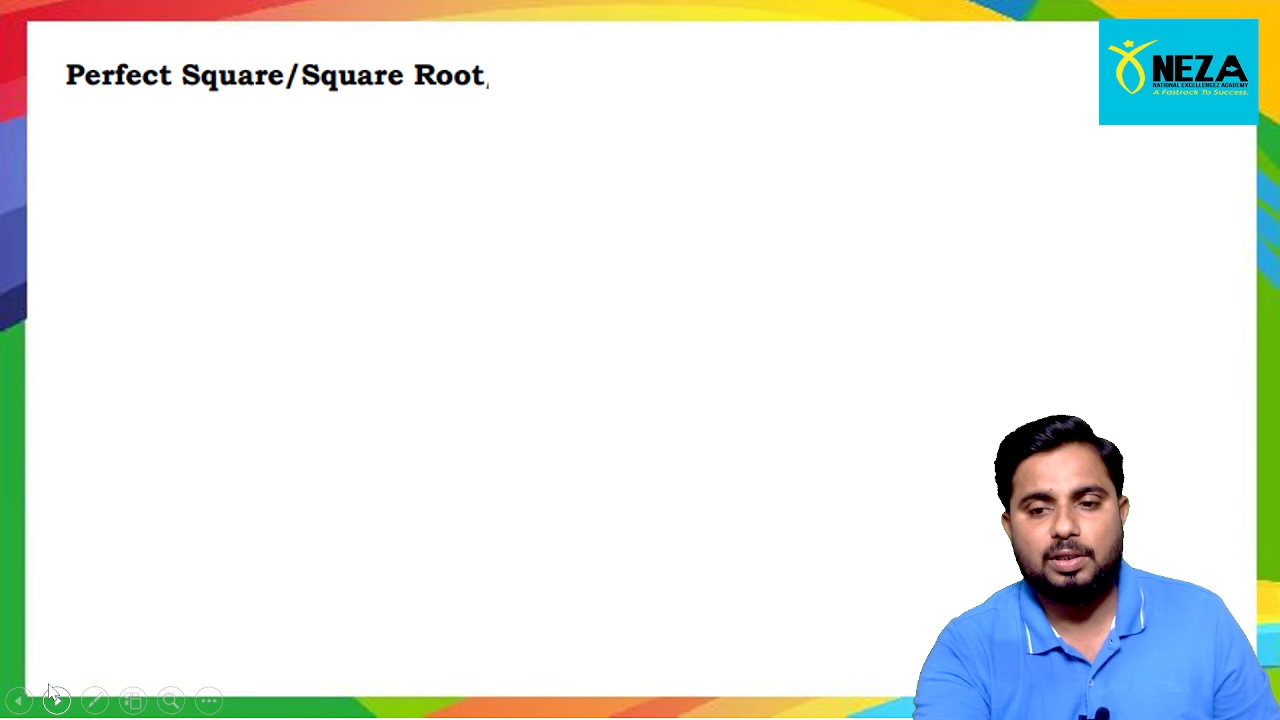 Perfect Square/Square Root,
NEZA
NATIONAL EXCELLENCEZ ACADEMY
A Fastrack To Success.